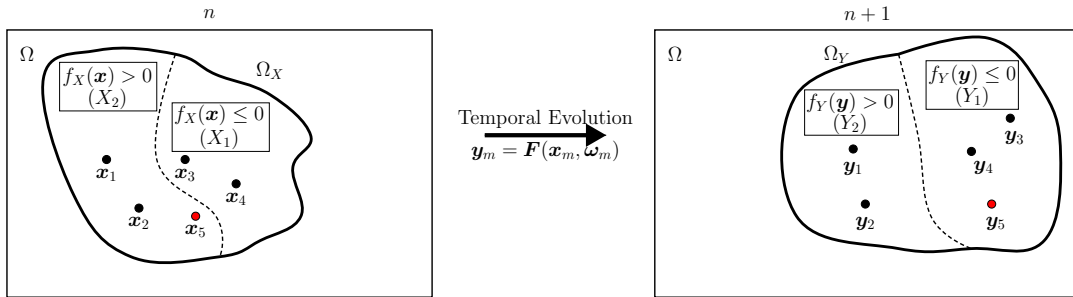 n
Ω
Ω_X
f_X(x) > 0
(X_2)
f_X(x) ≤ 0
(X_1)
x_1
x_2
x_3
x_4
x_5
Temporal Evolution
y_m = F(x_m, ω_m)
n + 1
Ω
Ω_Y
f_Y(y) > 0
(Y_2)
f_Y(y) ≤ 0
(Y_1)
y_1
y_2
y_3
y_4
y_5